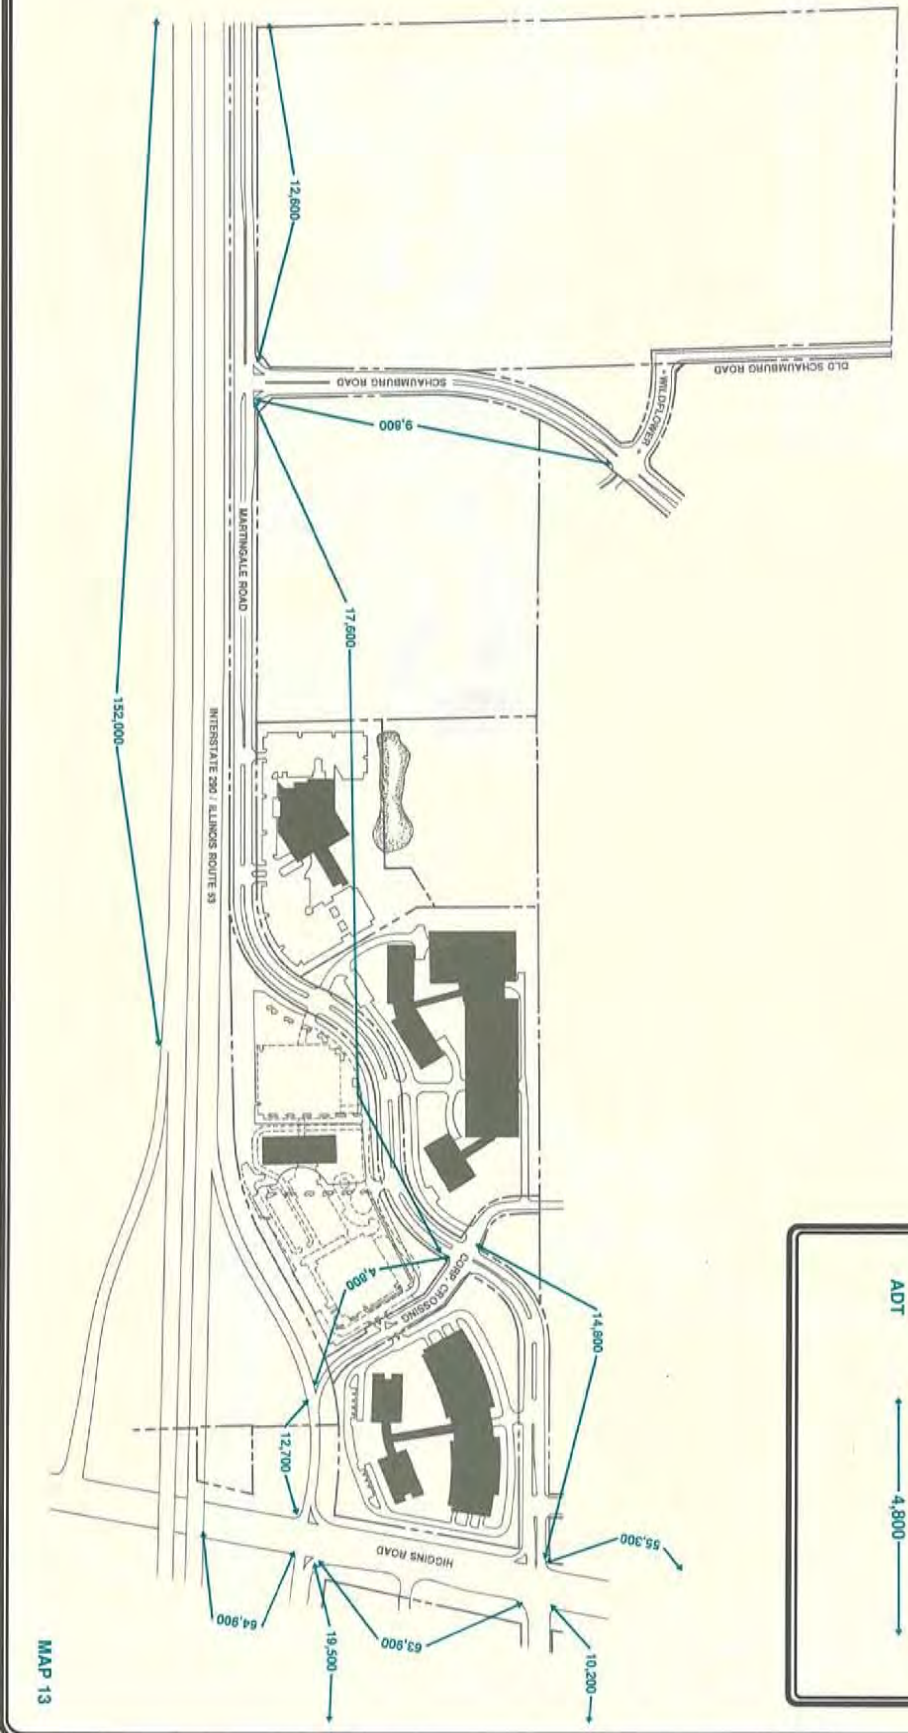 12,600
OLD SCHAUMBURG ROAD
SCHAUMBURG ROAD
WILDFLOWER
9,800
MARTINGALE ROAD
17,600
152,000
INTERSTATE 290 / ILLINOIS ROUTE 53
4,800
CORP. CROSSING
14,800
12,700
HIGGINS ROAD
55,300
64,900
63,900
19,500
10,200
ADT
4,800
MAP 13